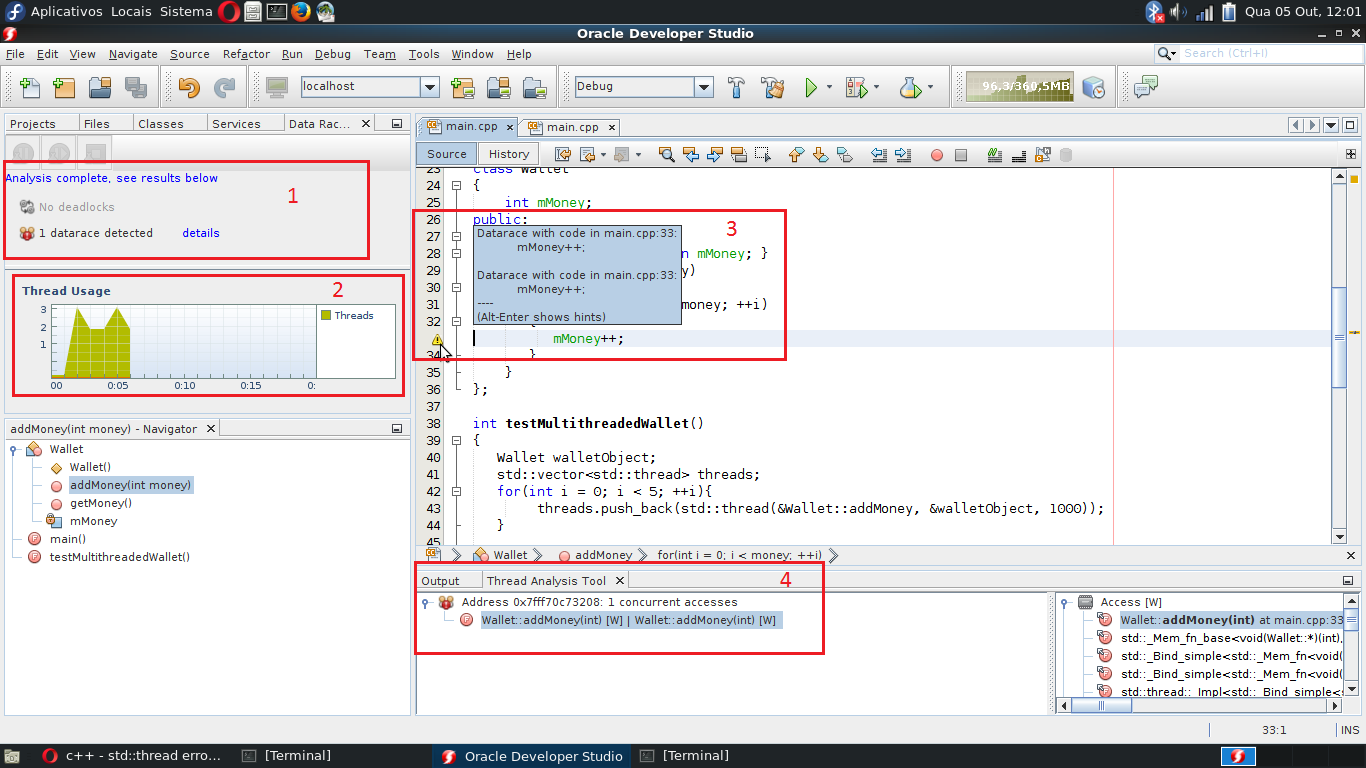 Aplicativos Locais Sistema Qua 05 Out, 12:01
Oracle Developer Studio
File Edit View Navigate Source Refactor Run Debug Team Tools Window Help Search (Ctrl+I)
localhost Debug 96,3/360,5MB
Projects Files Classes Services Data Rac... main.cpp main.cpp
Source History
Analysis complete, see results below
No deadlocks
1 datarace detected details
1
Thread Usage
2
3
2
1
Threads
00 0:05 0:10 0:15 0:
addMoney(int money) - Navigator
Wallet
Wallet()
addMoney(int money)
getMoney()
mMoney
main()
testMultithreadedWallet()
23 class Wallet
24 {
25 int mMoney;
26 public:
27
28 n mMoney; }
29 y)
30
31 money; ++i)
32 {
mMoney++;
34 }
35 }
36 };
37
38 int testMultithreadedWallet()
39 {
40 Wallet walletObject;
41 std::vector<std::thread> threads;
42 for(int i = 0; i < 5; ++i){
43 threads.push_back(std::thread(&Wallet::addMoney, &walletObject, 1000));
44 }
45
3
Datarace with code in main.cpp:33:
mMoney++;
Datarace with code in main.cpp:33:
mMoney++;
----
(Alt-Enter shows hints)
Wallet addMoney for(int i = 0; i < money; ++i)
Output Thread Analysis Tool 4
Address 0x7fff70c73208: 1 concurrent accesses
Wallet::addMoney(int) [W] | Wallet::addMoney(int) [W]
Access [W]
Wallet::addMoney(int) at main.cpp:33
std::_Mem_fn_base<void(Wallet::*)(int),
std::_Bind_simple<std::_Mem_fn<void(
std::_Bind_simple<std::_Mem_fn<void(
std::thread::_Impl<std::_Bind_simple<
33:1 INS
c++ - std::thread erro... [Terminal] Oracle Developer Studio [Terminal]